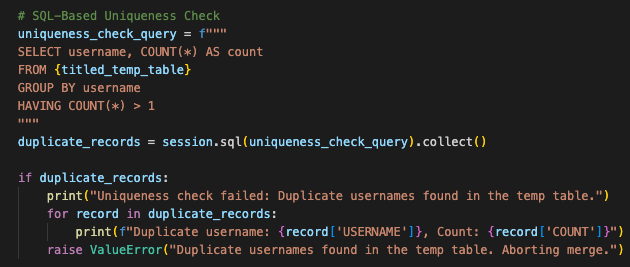 # SQL-Based Uniqueness Check
uniqueness_check_query = f"""
SELECT username, COUNT(*) AS count
FROM {titled_temp_table}
GROUP BY username
HAVING COUNT(*) > 1
"""
duplicate_records = session.sql(uniqueness_check_query).collect()

if duplicate_records:
    print("Uniqueness check failed: Duplicate usernames found in the temp table.")
    for record in duplicate_records:
        print(f"Duplicate username: {record['USERNAME']}, Count: {record['COUNT']}")
    raise ValueError("Duplicate usernames found in the temp table. Aborting merge.")